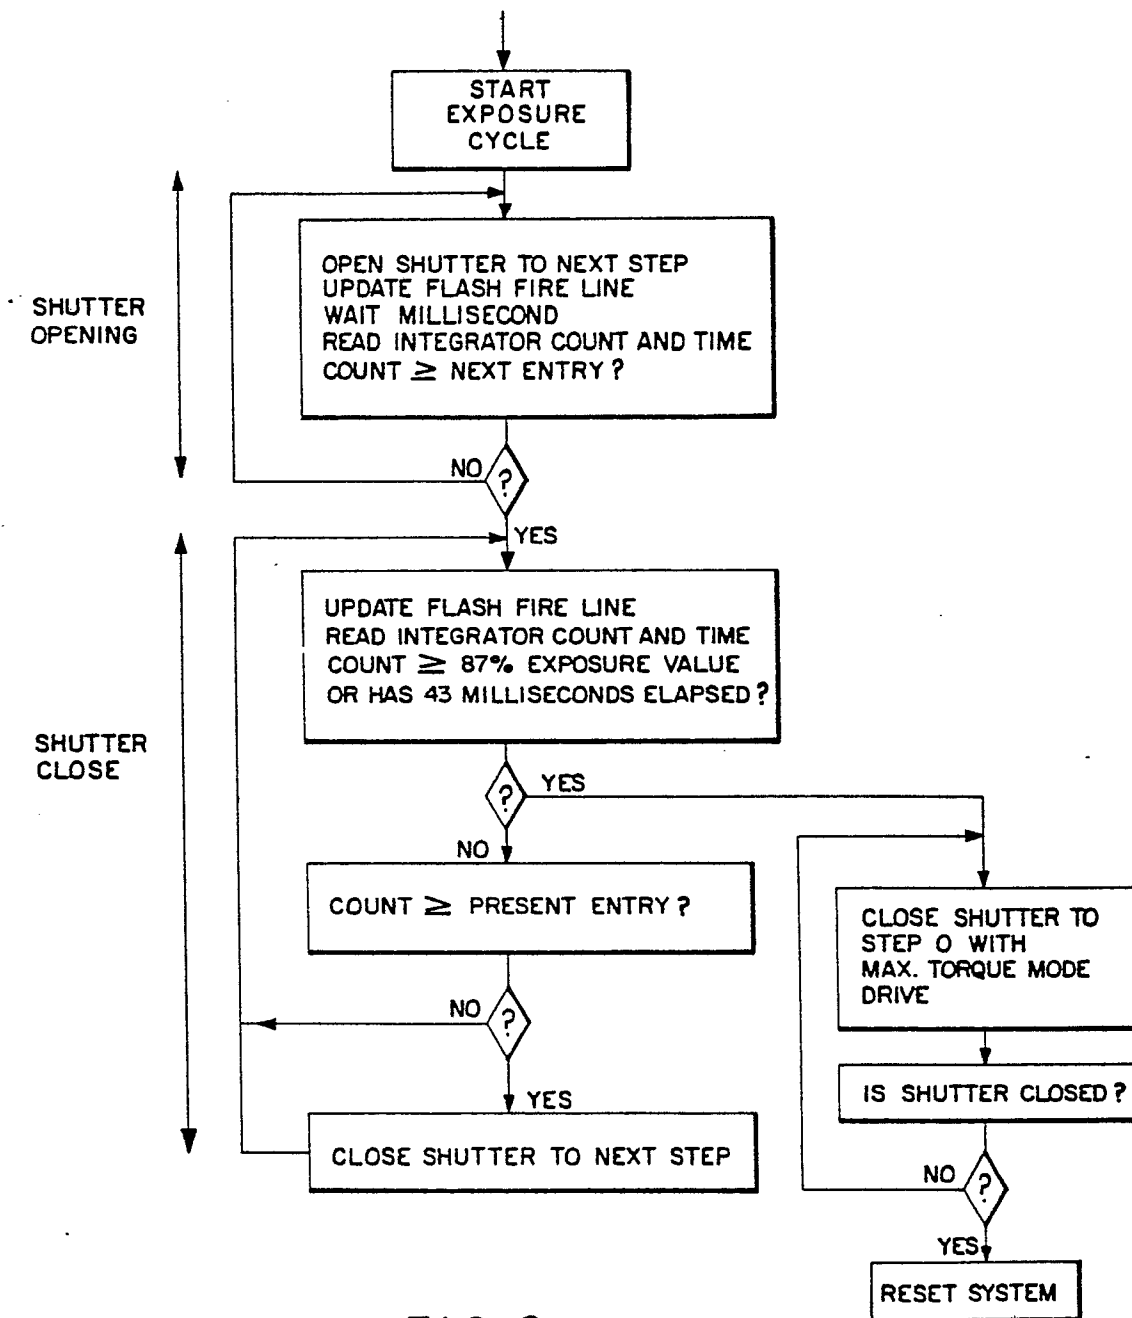 START
EXPOSURE
CYCLE
SHUTTER
OPENING
OPEN SHUTTER TO NEXT STEP
UPDATE FLASH FIRE LINE
WAIT MILLISECOND
READ INTEGRATOR COUNT AND TIME
COUNT ≥ NEXT ENTRY?
NO
?
YES
SHUTTER
CLOSE
UPDATE FLASH FIRE LINE
READ INTEGRATOR COUNT AND TIME
COUNT ≥ 87% EXPOSURE VALUE
OR HAS 43 MILLISECONDS ELAPSED?
?
YES
NO
COUNT ≥ PRESENT ENTRY?
NO
?
YES
CLOSE SHUTTER TO NEXT STEP
CLOSE SHUTTER TO
STEP 0 WITH
MAX. TORQUE MODE
DRIVE
IS SHUTTER CLOSED?
NO
?
YES
RESET SYSTEM